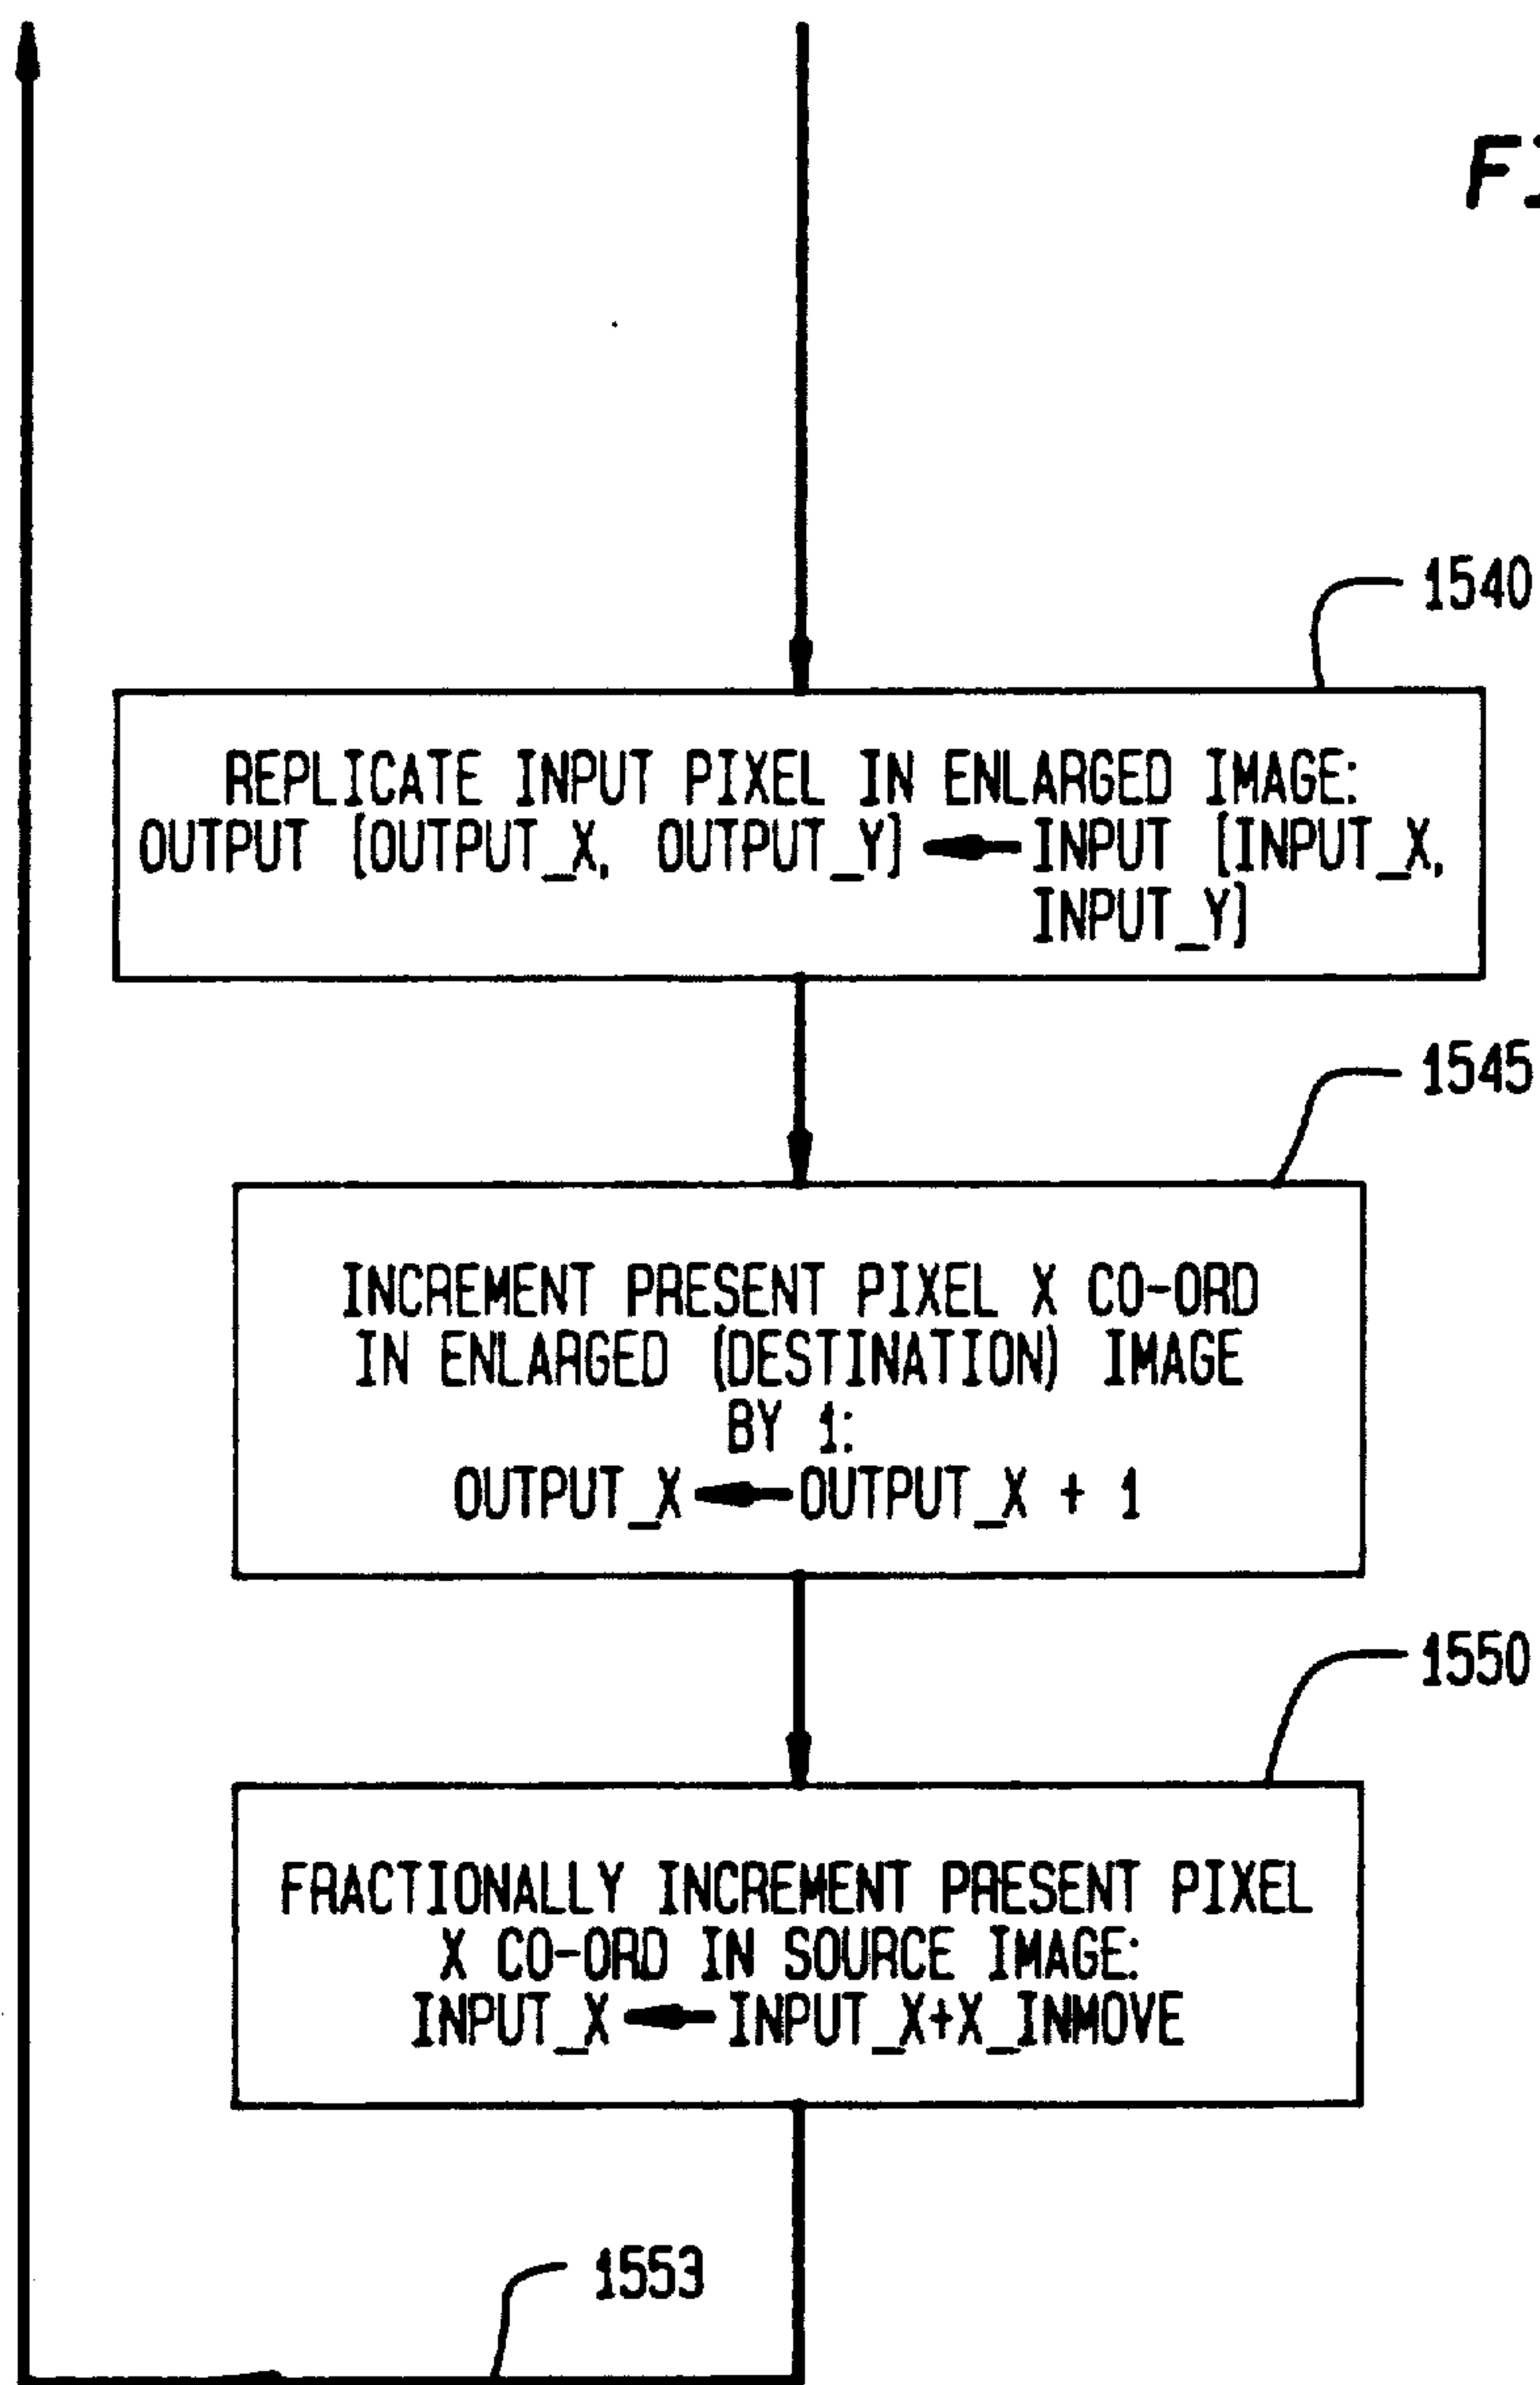 1540
REPLICATE INPUT PIXEL IN ENLARGED IMAGE:
OUTPUT (OUTPUT_X, OUTPUT_Y) ← INPUT (INPUT_X,
INPUT_Y)
1545
INCREMENT PRESENT PIXEL X CO-ORD
IN ENLARGED (DESTINATION) IMAGE
BY 1:
OUTPUT_X ← OUTPUT_X + 1
1550
FRACTIONALLY INCREMENT PRESENT PIXEL
X CO-ORD IN SOURCE IMAGE:
INPUT_X ← INPUT_X+X_INMOVE
1553